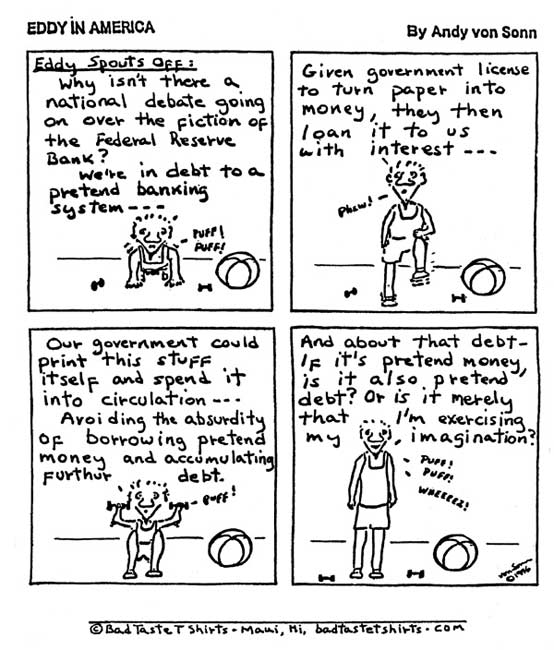 EDDY İN AMERICA
By Andy von Sonn
Eddy Spouts Off:
Why isn't there a
national debate going
on over the fiction of
the Federal Reserve
Bank?
We're in debt to a
pretend banking
system ---
PUFF!
PUFF!
Given government license
to turn paper into
money, they then
loan it to us
with interest ---
Phew!
Our government could
print this stuff
itself and spend it
into circulation ---
Avoiding the absurdity
of borrowing pretend
money and accumulating
furthur debt.
PUFF!
And about that debt-
If it's pretend money,
is it also pretend
debt? Or is it merely
that I'm exercising
my , imagination?
PUFF!
PUFF!
WHEEEEZ!
von Sonn
©1996
©Bad Taste T Shirts - Maui, Hi, badtastetshirts.com